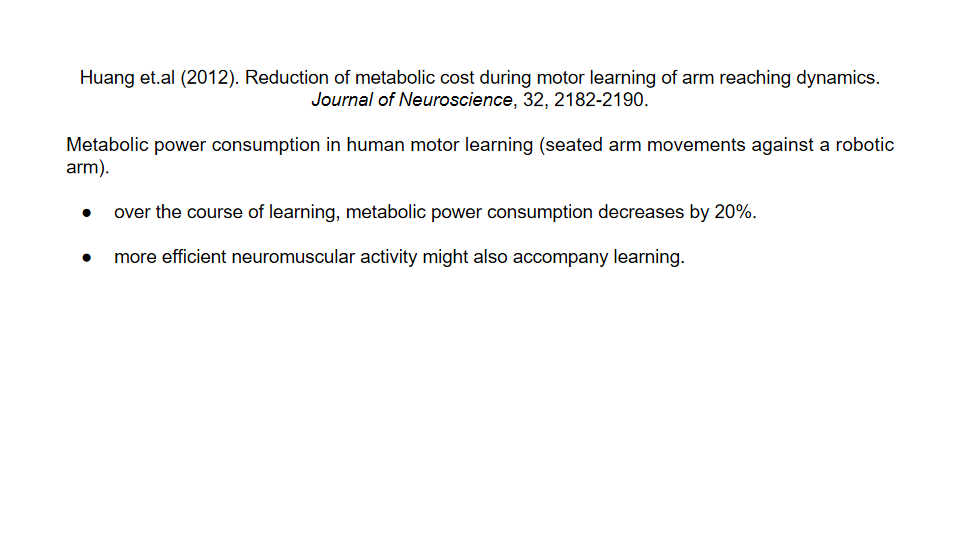 Huang et.al (2012). Reduction of metabolic cost during motor learning of arm reaching dynamics.
Journal of Neuroscience, 32, 2182-2190.
Metabolic power consumption in human motor learning (seated arm movements against a robotic
arm).
● over the course of learning, metabolic power consumption decreases by 20%.
● more efficient neuromuscular activity might also accompany learning.